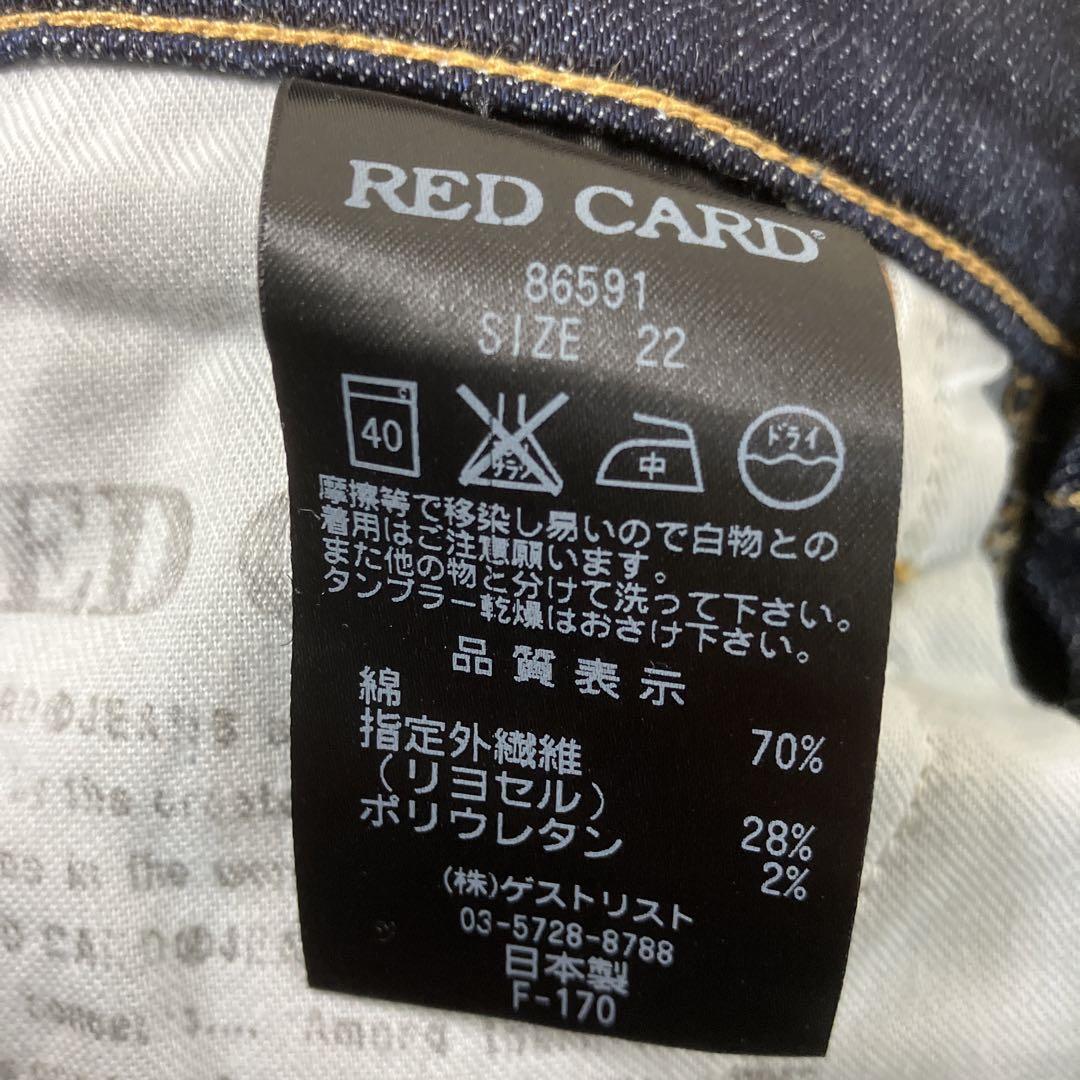 RED CARD®
86591
SIZE 22
40 中 ドライ
摩擦等で移染し易いので白物との
着用はご注意願います。
また他の物と分けて洗って下さい。
タンブラー乾燥はおさけ下さい。
品質表示
綿 70%
指定外繊維
(リヨセル) 28%
ポリウレタン 2%
(株)ゲストリスト
03-5728-8788
日本製
F-170
ED
The
Among